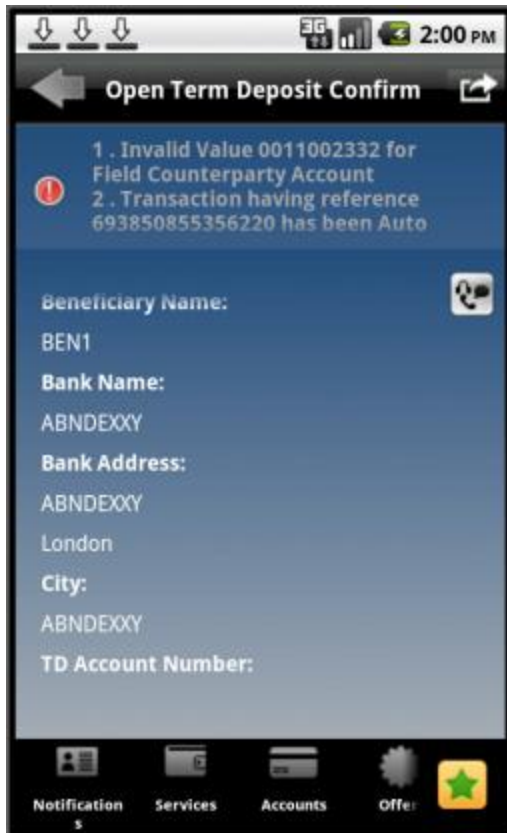 3G
2:00 PM
Open Term Deposit Confirm
1 . Invalid Value 0011002332 for
Field Counterparty Account
2 . Transaction having reference
693850855356220 has been Auto
Beneficiary Name:
BEN1
Bank Name:
ABNDEXXY
Bank Address:
ABNDEXXY
London
City:
ABNDEXXY
TD Account Number:
Notification
s
Services
Accounts
Offer